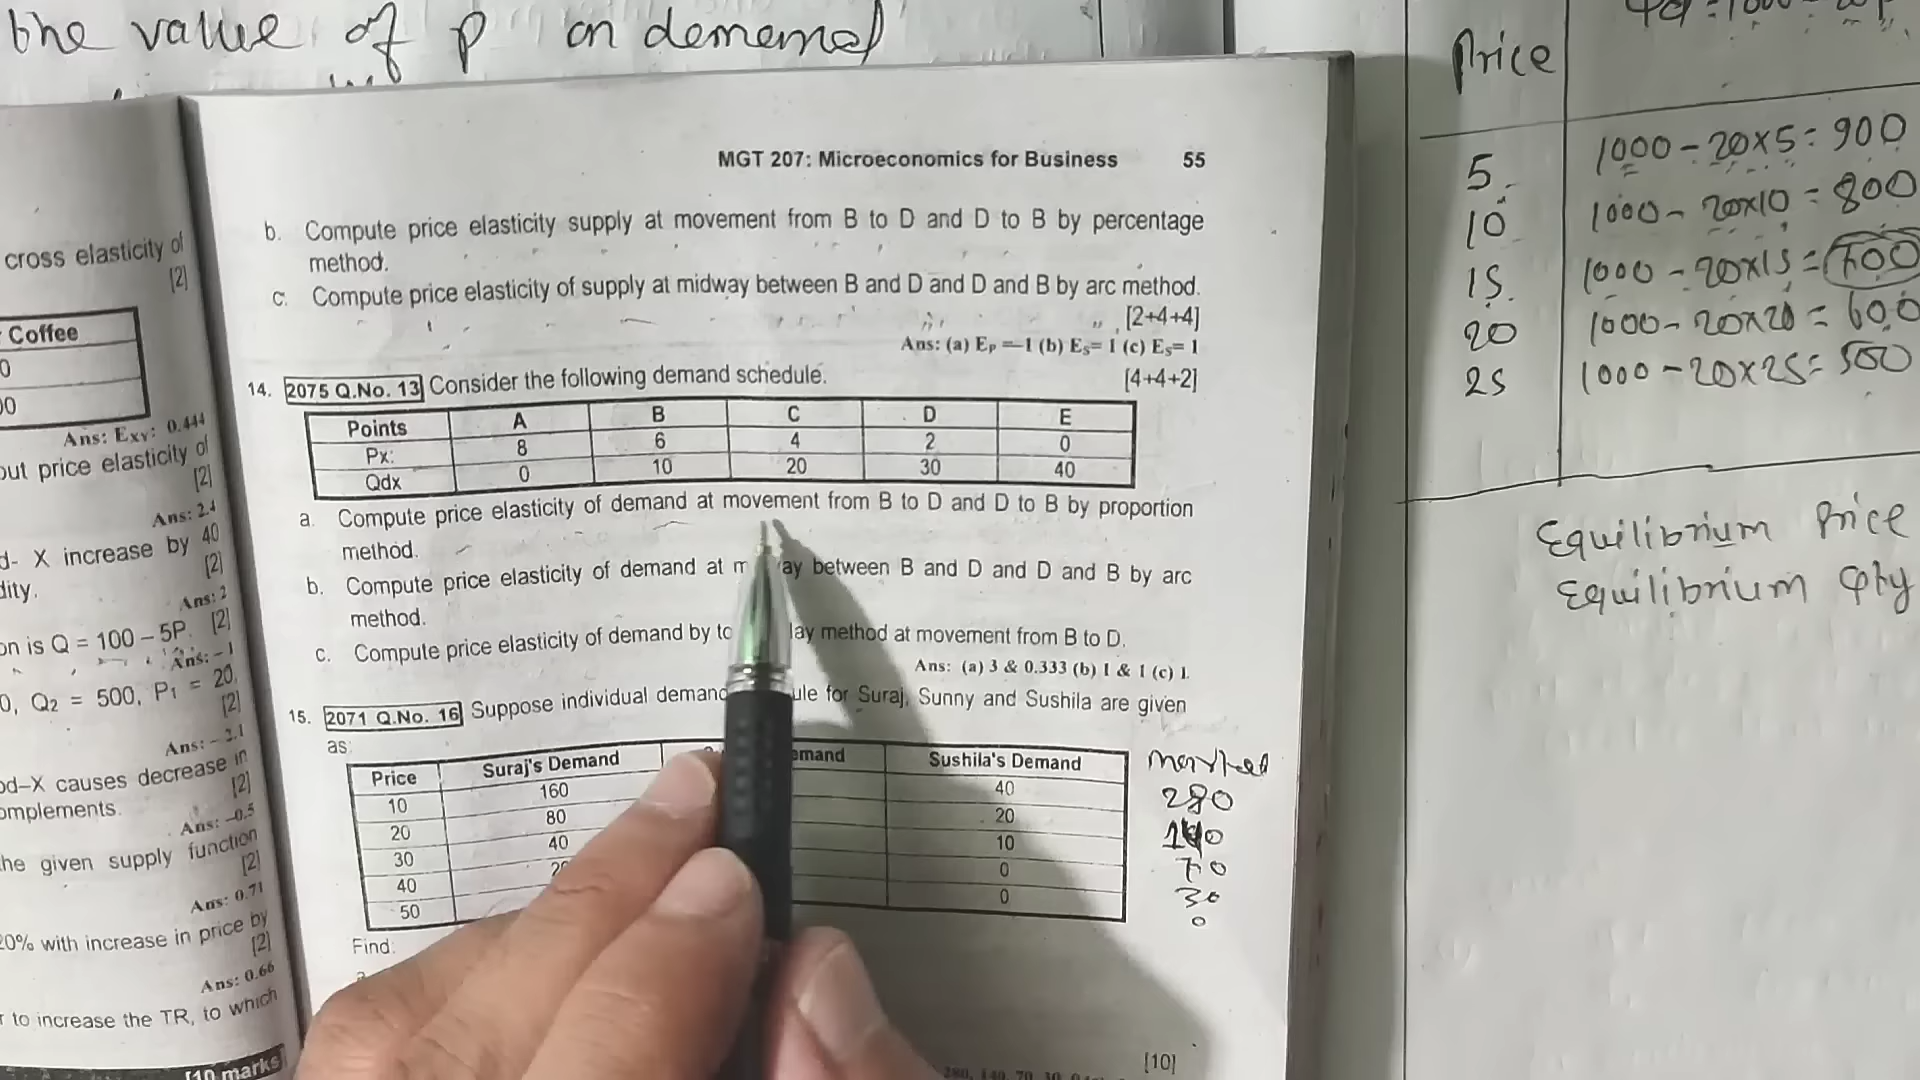 the value of p on demand
Price
5
10
15
20
25
1000 - 20x5 = 900
1000 - 20x10 = 800
1000 - 20x15 = 700
1000 - 20x20 = 600
1000 - 20x25 = 500
Equilibrium Price
Equilibrium Qty
cross elasticity of
[2]
Coffee
0
00
Ans: EXY: 0.444
out price elasticity of
[2]
Ans: 2.4
d- X increase by 40
[2]
dity.
Ans: 2
on is Q = 100 – 5P. [2]
Ans: – 1
0, Q2 = 500, P1 = 20,
[2]
Ans: – 2.1
od–X causes decrease in
[2]
omplements.
Ans: –0.5
he given supply function
[2]
Ans: 0.71
20% with increase in price by
[2]
Ans: 0.66
r to increase the TR, to which
[10 marks
MGT 207: Microeconomics for Business 55
b. Compute price elasticity supply at movement from B to D and D to B by percentage
method.
c. Compute price elasticity of supply at midway between B and D and D and B by arc method.
[2+4+4]
Ans: (a) EP =–1 (b) ES= 1 (c) ES= 1
14. 2075 Q.No. 13 Consider the following demand schedule. [4+4+2]
Points A B C D E
Px: 8 6 4 2 0
Qdx 0 10 20 30 40
a. Compute price elasticity of demand at movement from B to D and D to B by proportion
method.
b. Compute price elasticity of demand at m ay between B and D and D and B by arc
method.
c. Compute price elasticity of demand by to lay method at movement from B to D.
Ans: (a) 3 & 0.333 (b) 1 & 1 (c) 1.
15. 2071 Q.No. 16 Suppose individual demand ule for Suraj, Sunny and Sushila are given
as:
Price Suraj's Demand emand Sushila's Demand
10 160 40
20 80 20
30 40 10
40 0
50 0
280
140
70
30
0
Find:
[10]